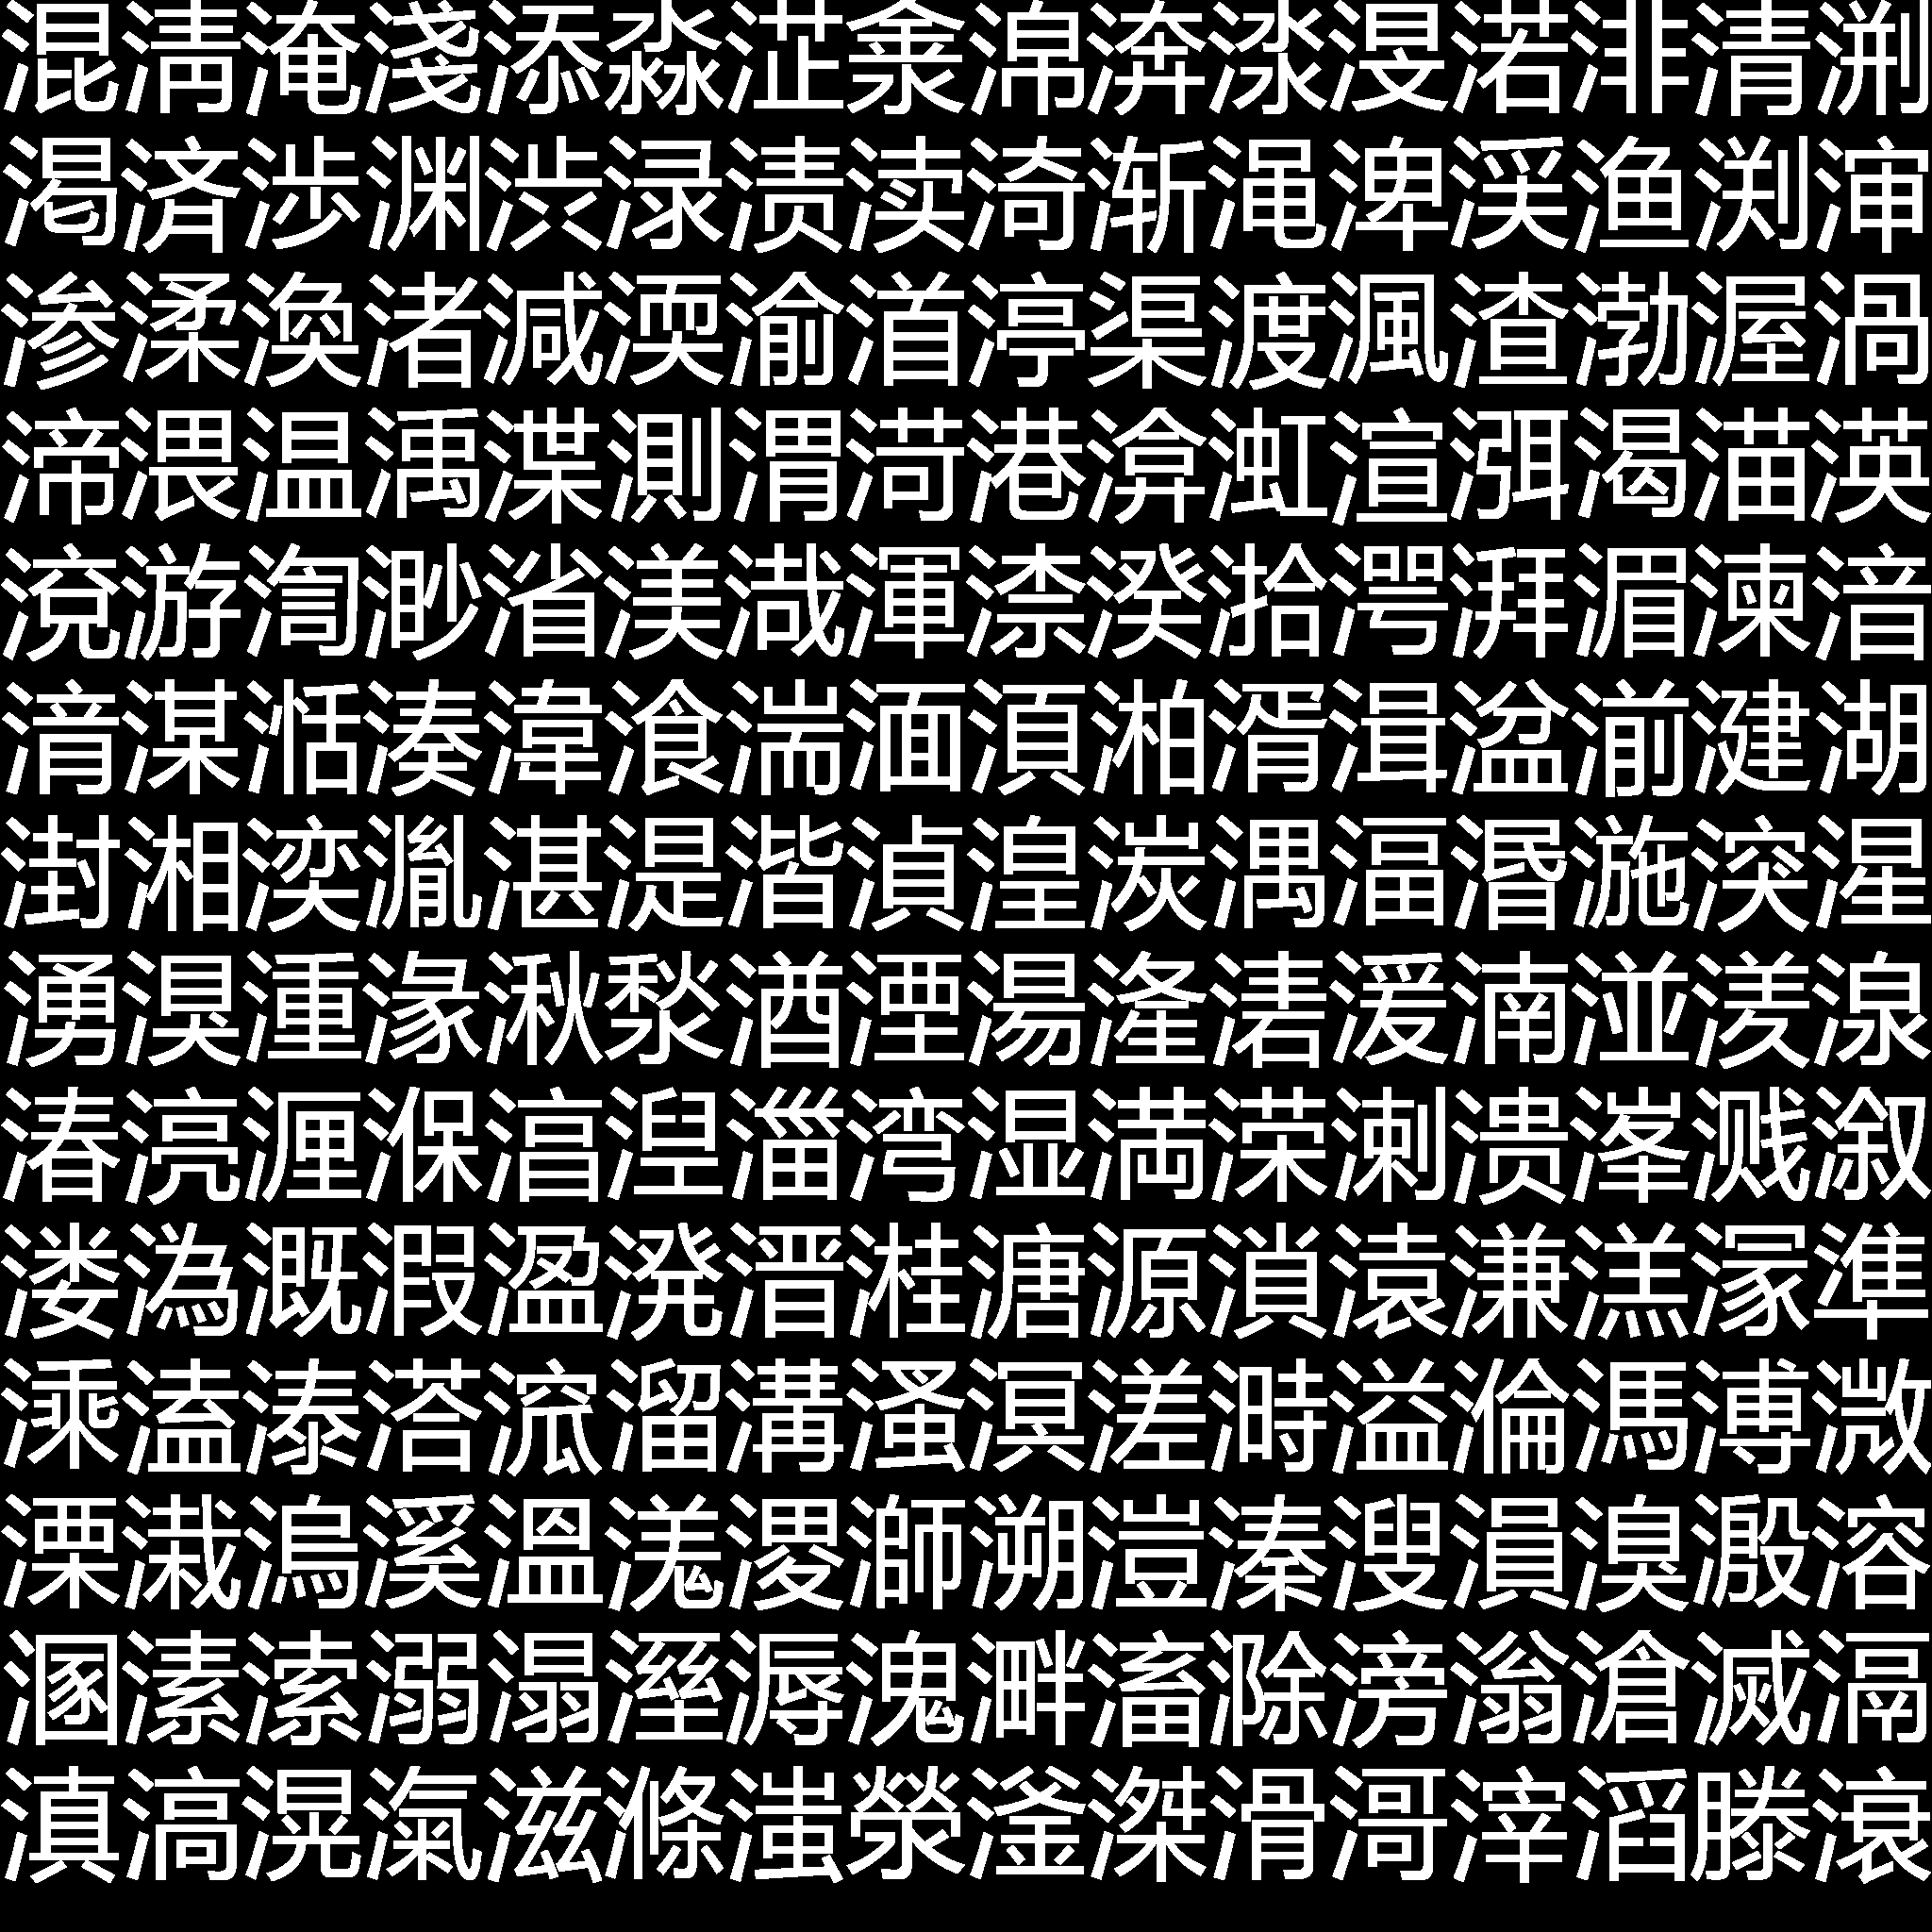 混淸淹淺添淼淽淾淿渀渁渂渃渄清渆
渇済渉渊渋渌渍渎渏渐渑渒渓渔渕渖
渗渘渙渚減渜渝渞渟渠渡渢渣渤渥渦
渧渨温渪渫測渭渮港渰渱渲渳渴渵渶
渷游渹渺渻渼渽渾渿湀湁湂湃湄湅湆
湇湈湉湊湋湌湍湎湏湐湑湒湓湔湕湖
湗湘湙湚湛湜湝湞湟湠湡湢湣湤湥湦
湧湨湩湪湫湬湭湮湯湰湱湲湳湴湵湶
湷湸湹湺湻湼湽湾湿満溁溂溃溄溅溆
溇溈溉溊溋溌溍溎溏源溑溒溓溔溕準
溗溘溙溚溛溜溝溞溟溠溡溢溣溤溥溦
溧溨溩溪溫溬溭溮溯溰溱溲溳溴溵溶
溷溸溹溺溻溼溽溾溿滀滁滂滃滄滅滆
滇滈滉滊滋滌滍滎滏滐滑滒滓滔滕滖